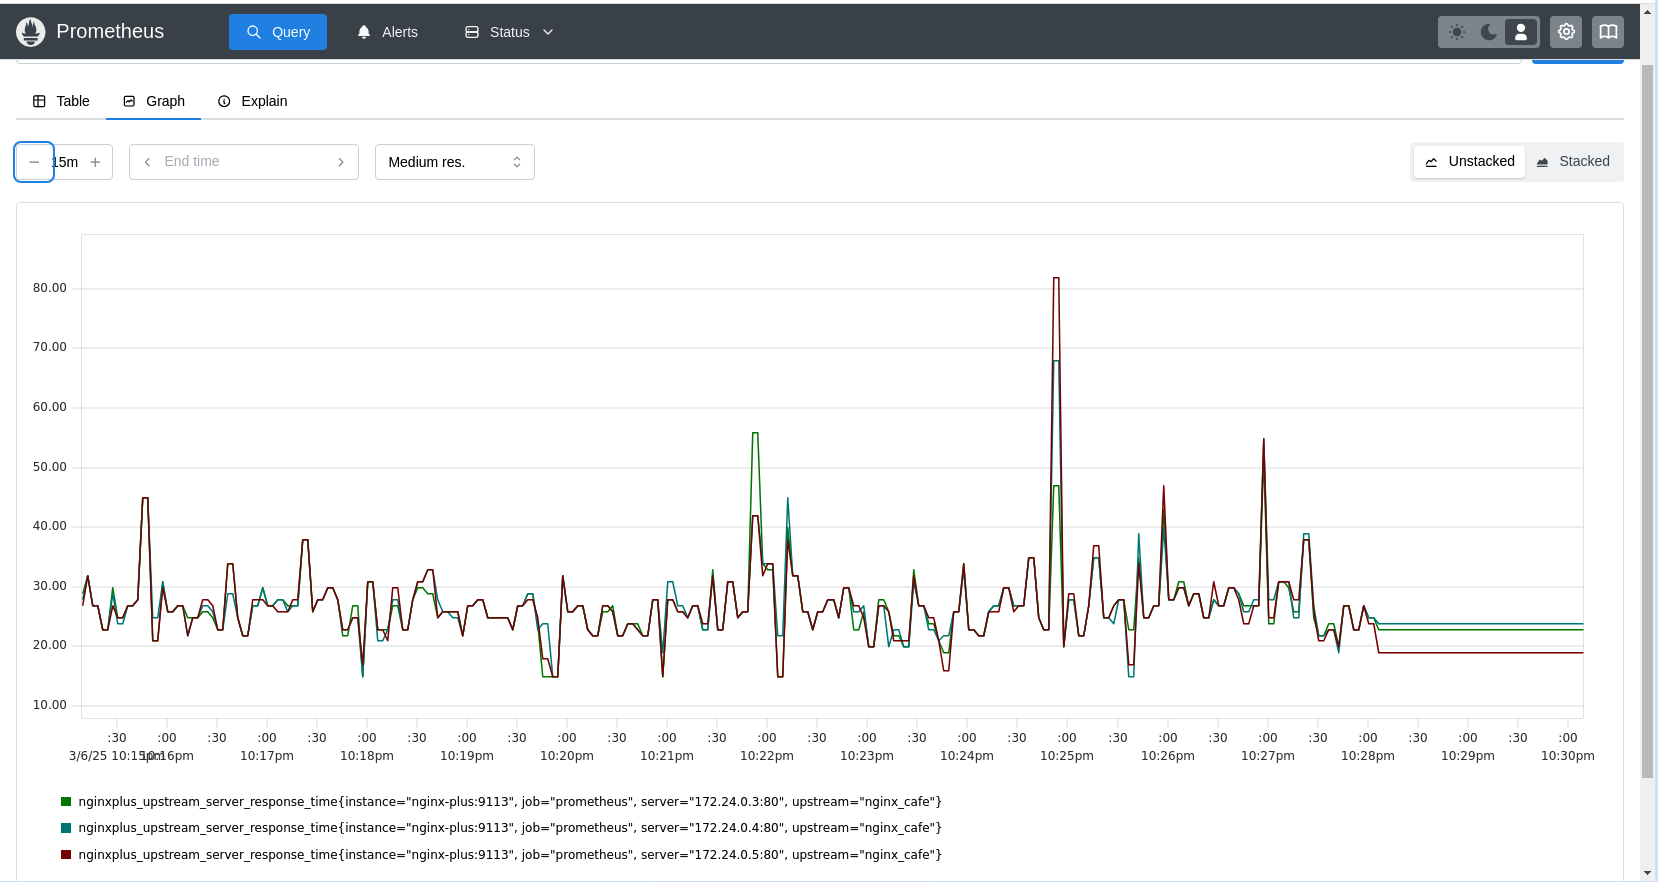 Prometheus
Query
Alerts
Status
Table
Graph
Explain
15m
End time
Medium res.
Unstacked
Stacked
80.00
70.00
60.00
50.00
40.00
30.00
20.00
10.00
:30 :00 :30 :00 :30 :00 :30 :00 :30 :00 :30 :00 :30 :00 :30 :00 :30 :00 :30 :00 :30 :00 :30 :00 :30 :00 :30 :00 :30 :00
3/6/25 10:15pm 10:16pm 10:17pm 10:18pm 10:19pm 10:20pm 10:21pm 10:22pm 10:23pm 10:24pm 10:25pm 10:26pm 10:27pm 10:28pm 10:29pm 10:30pm
nginxplus_upstream_server_response_time{instance="nginx-plus:9113", job="prometheus", server="172.24.0.3:80", upstream="nginx_cafe"}
nginxplus_upstream_server_response_time{instance="nginx-plus:9113", job="prometheus", server="172.24.0.4:80", upstream="nginx_cafe"}
nginxplus_upstream_server_response_time{instance="nginx-plus:9113", job="prometheus", server="172.24.0.5:80", upstream="nginx_cafe"}